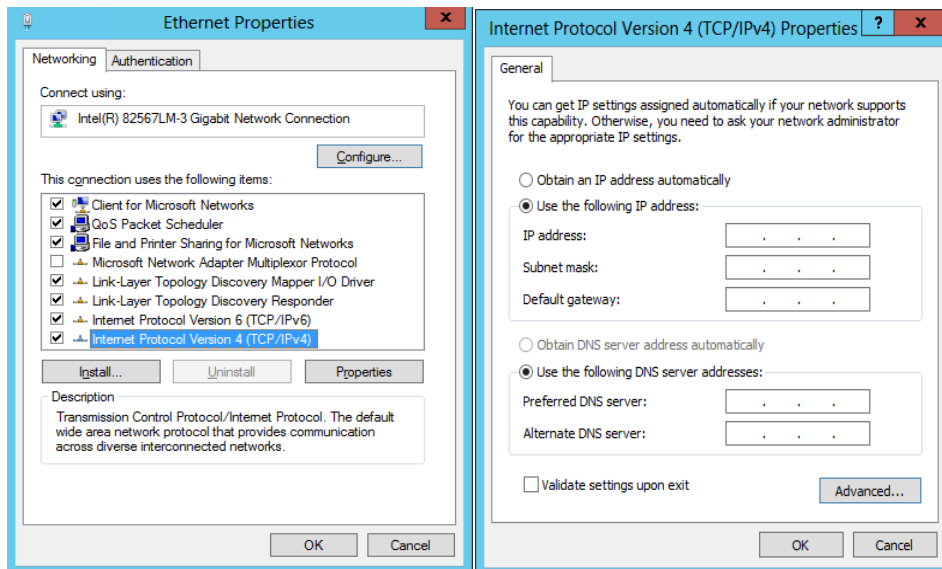 Ethernet Properties
x
Networking
Authentication
Connect using:
Intel(R) 82567LM-3 Gigabit Network Connection
Configure...
This connection uses the following items:
Client for Microsoft Networks
QoS Packet Scheduler
File and Printer Sharing for Microsoft Networks
Microsoft Network Adapter Multiplexor Protocol
Link-Layer Topology Discovery Mapper I/O Driver
Link-Layer Topology Discovery Responder
Internet Protocol Version 6 (TCP/IPv6)
Internet Protocol Version 4 (TCP/IPv4)
Install...
Uninstall
Properties
Description
Transmission Control Protocol/Internet Protocol. The default
wide area network protocol that provides communication
across diverse interconnected networks.
OK
Cancel
Internet Protocol Version 4 (TCP/IPv4) Properties
?
x
General
You can get IP settings assigned automatically if your network supports
this capability. Otherwise, you need to ask your network administrator
for the appropriate IP settings.
Obtain an IP address automatically
Use the following IP address:
IP address: . . .
Subnet mask: . . .
Default gateway: . . .
Obtain DNS server address automatically
Use the following DNS server addresses:
Preferred DNS server: . . .
Alternate DNS server: . . .
Validate settings upon exit
Advanced...
OK
Cancel